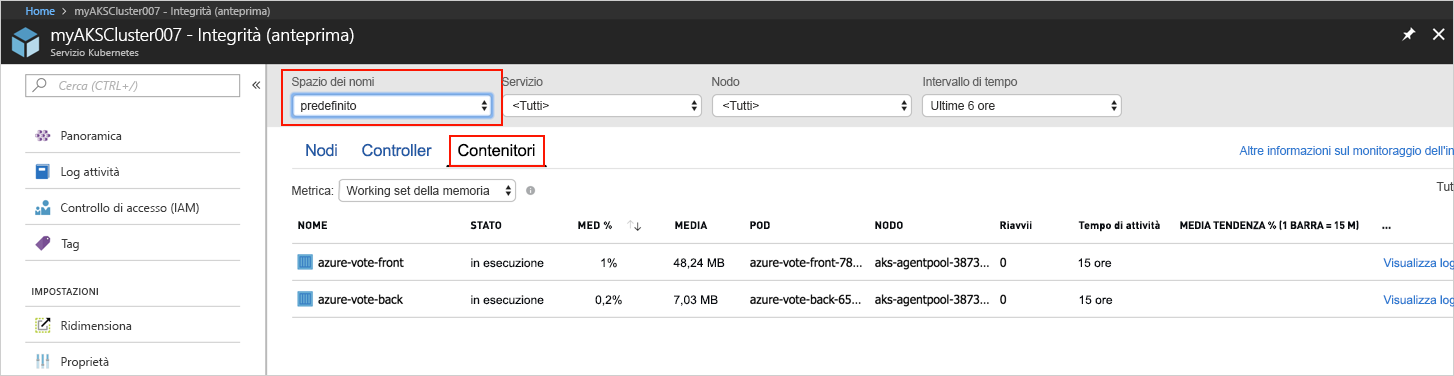 Home > myAKSCluster007 - Integrità (anteprima)
myAKSCluster007 - Integrità (anteprima)
Servizio Kubernetes
Cerca (CTRL+/)
Panoramica
Log attività
Controllo di accesso (IAM)
Tag
IMPOSTAZIONI
Ridimensiona
Proprietà
Spazio dei nomi Servizio Nodo Intervallo di tempo
predefinito <Tutti> <Tutti> Ultime 6 ore
Nodi Controller Contenitori Altre informazioni sul monitoraggio dell'in
Metrica: Working set della memoria Tut
NOME STATO MED % MEDIA POD NODO Riavvii Tempo di attività MEDIA TENDENZA % (1 BARRA = 15 M) ...
azure-vote-front in esecuzione 1% 48,24 MB azure-vote-front-78... aks-agentpool-3873... 0 15 ore Visualizza log
azure-vote-back in esecuzione 0,2% 7,03 MB azure-vote-back-65... aks-agentpool-3873... 0 15 ore Visualizza log